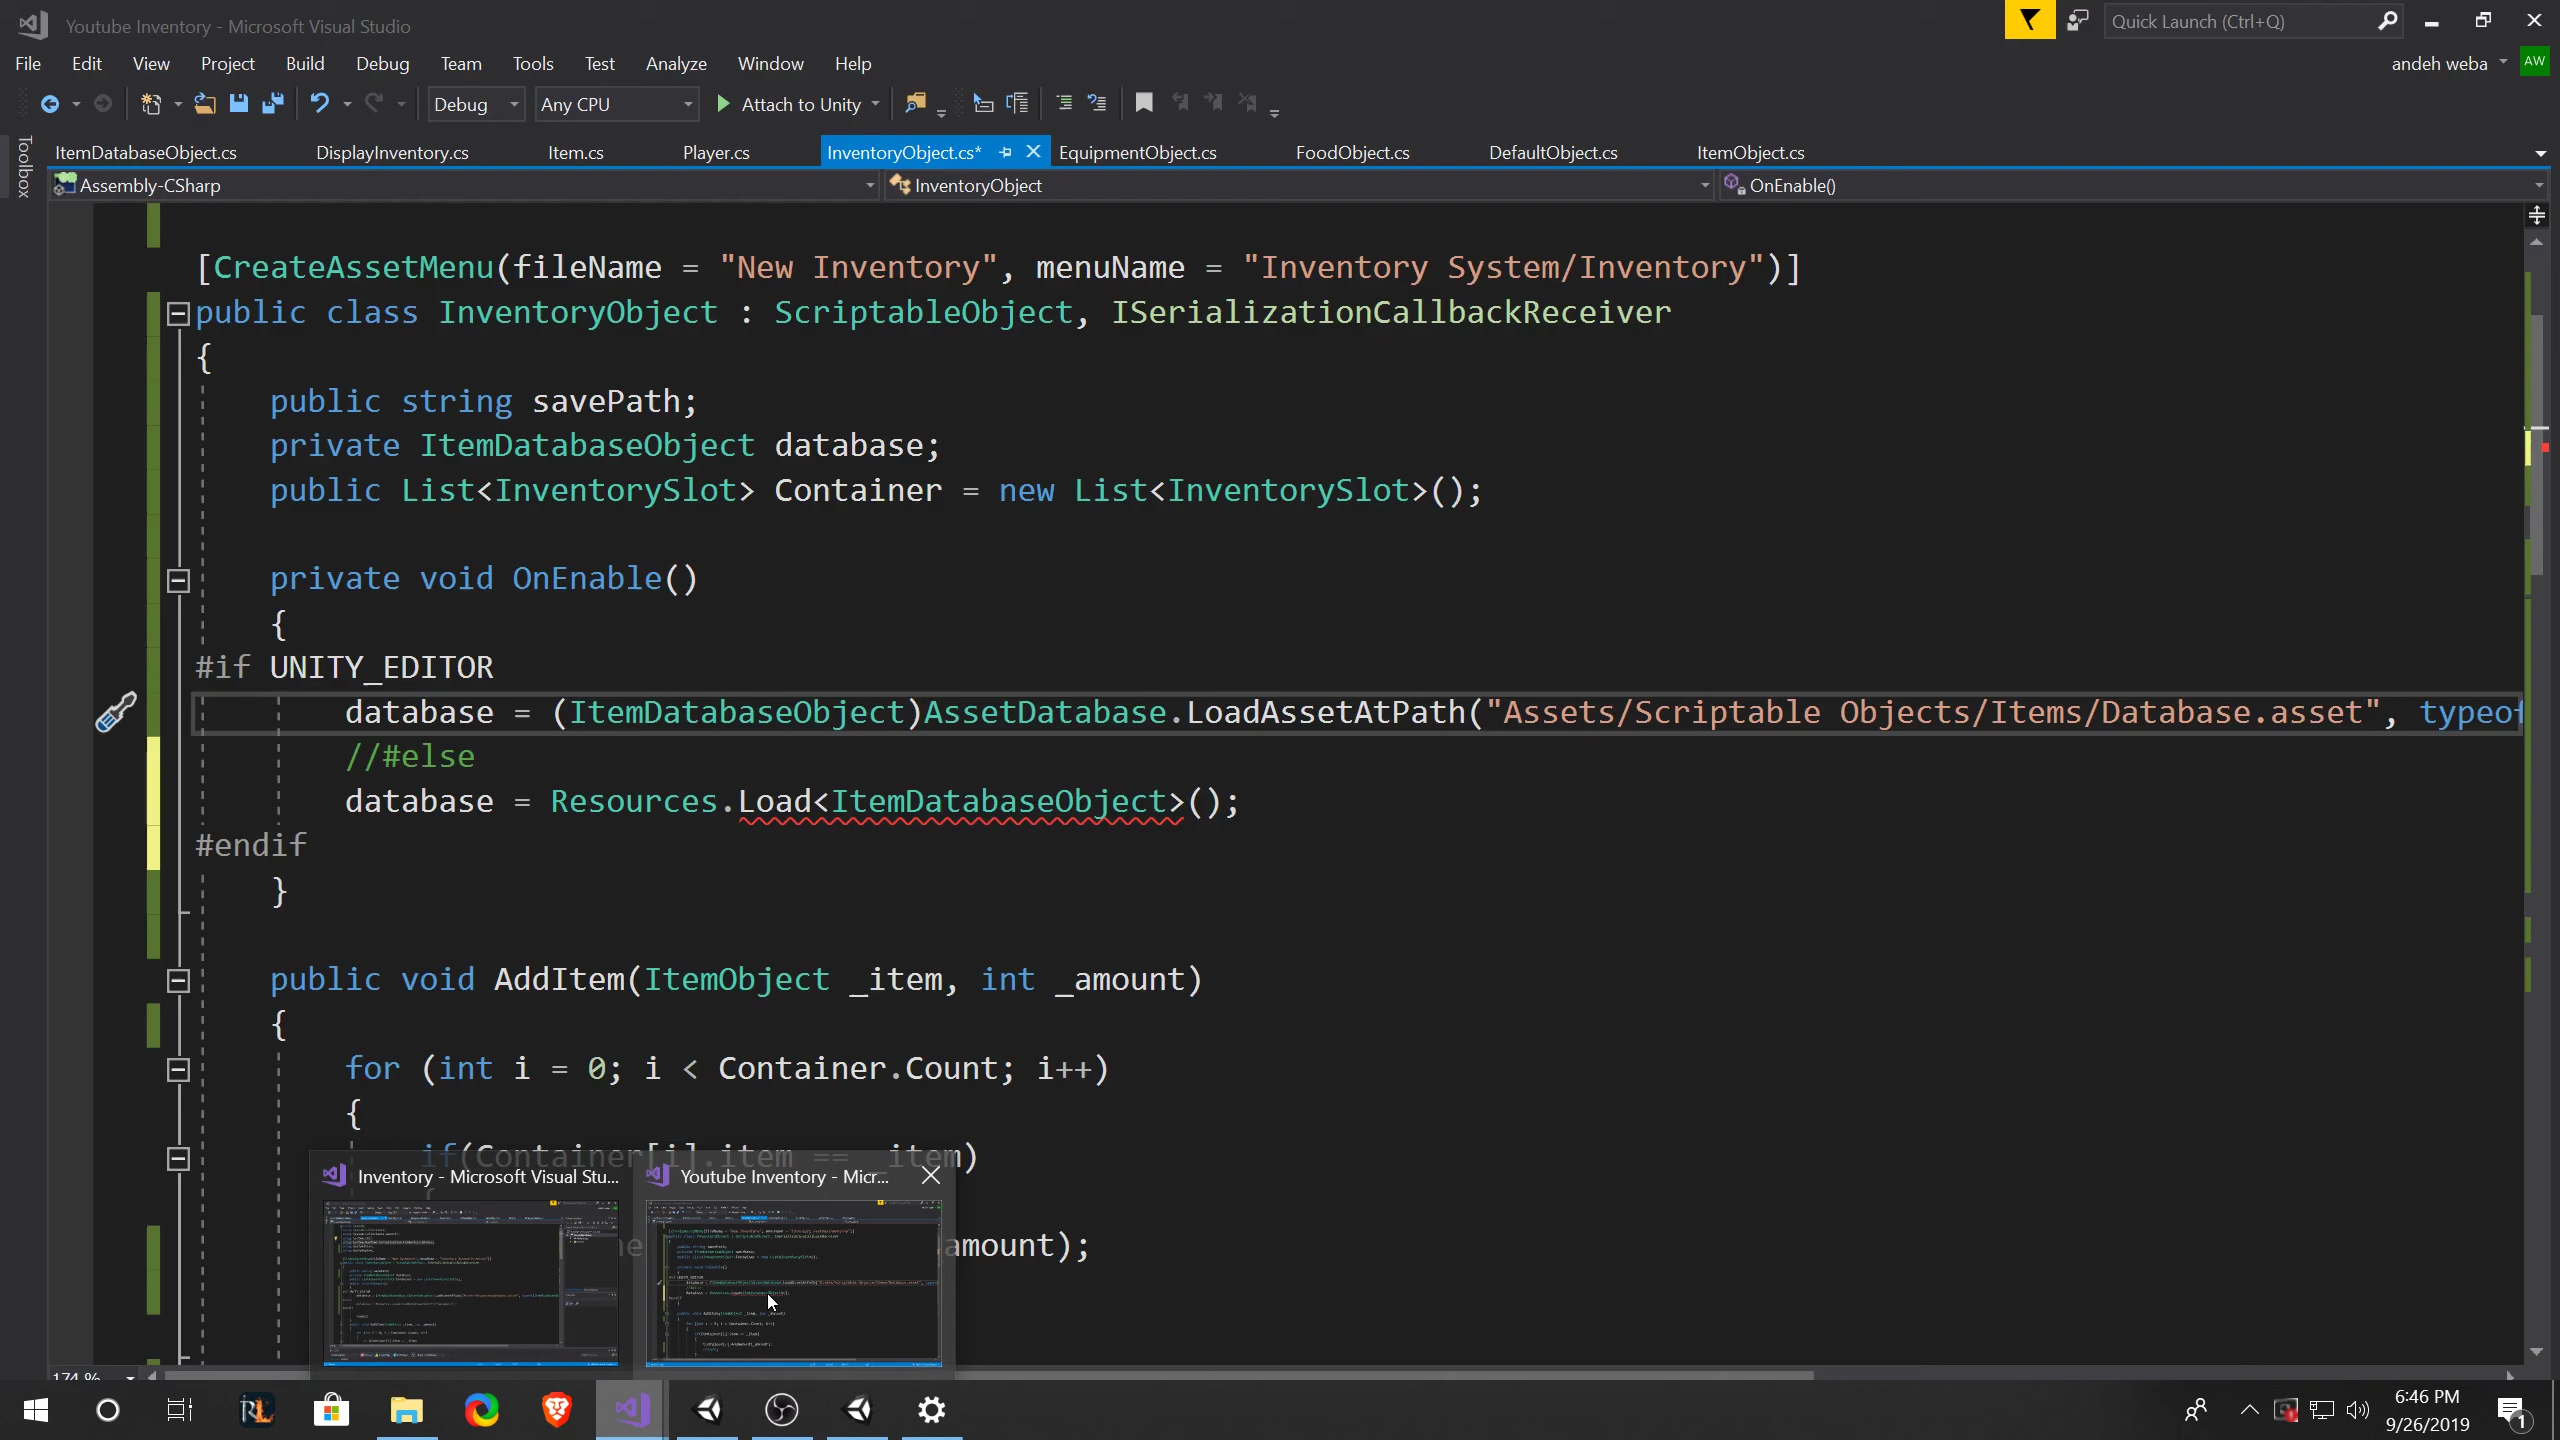 Youtube Inventory - Microsoft Visual Studio
Quick Launch (Ctrl+Q)
File Edit View Project Build Debug Team Tools Test Analyze Window Help
andeh weba AW
Debug Any CPU Attach to Unity
Toolbox
ItemDatabaseObject.cs DisplayInventory.cs Item.cs Player.cs InventoryObject.cs* EquipmentObject.cs FoodObject.cs DefaultObject.cs ItemObject.cs
Assembly-CSharp InventoryObject OnEnable()
[CreateAssetMenu(fileName = "New Inventory", menuName = "Inventory System/Inventory")]
public class InventoryObject : ScriptableObject, ISerializationCallbackReceiver
{
public string savePath;
private ItemDatabaseObject database;
public List<InventorySlot> Container = new List<InventorySlot>();
private void OnEnable()
{
#if UNITY_EDITOR
database = (ItemDatabaseObject)AssetDatabase.LoadAssetAtPath("Assets/Scriptable Objects/Items/Database.asset", typeof
//#else
database = Resources.Load<ItemDatabaseObject>();
#endif
}
public void AddItem(ItemObject _item, int _amount)
{
for (int i = 0; i < Container.Count; i++)
{
if(Container[i].item == _item)
{
Inventory - Microsoft Visual Stu... Youtube Inventory - Micr...
amount);
174 %
6:46 PM
9/26/2019
1